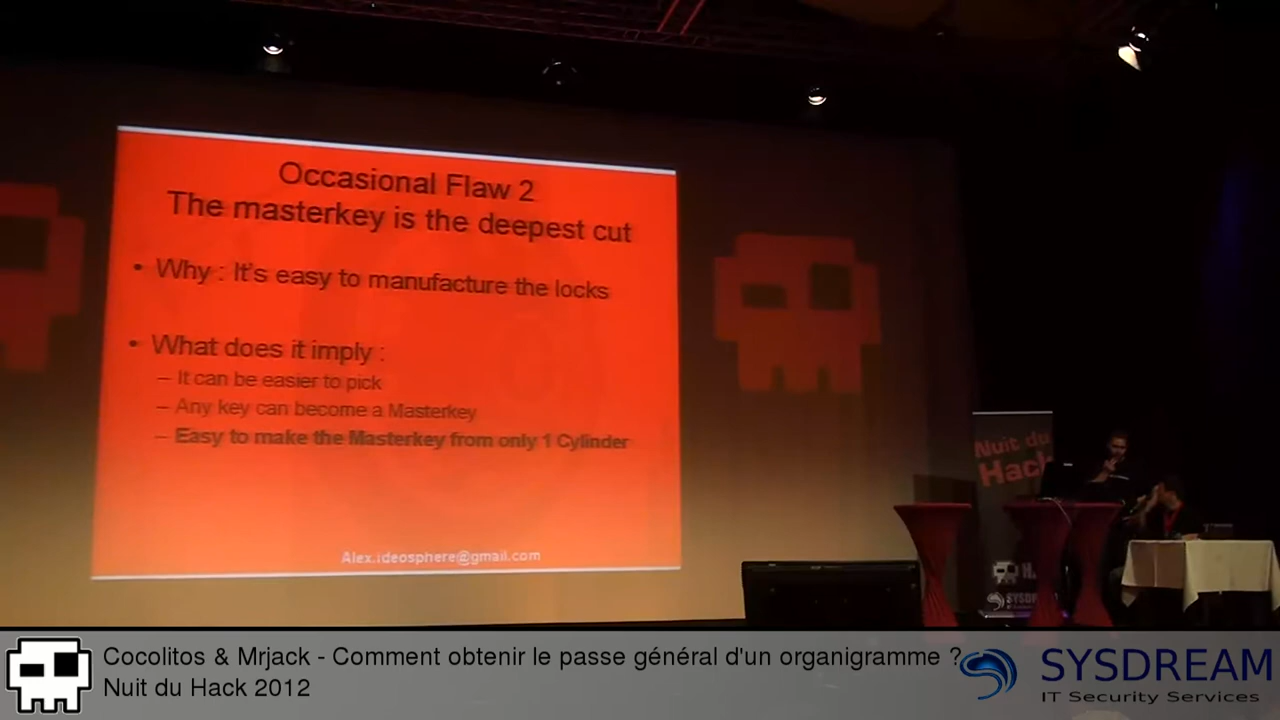 Occasional Flaw 2
The masterkey is the deepest cut
• Why : It's easy to manufacture the locks
• What does it imply :
– It can be easier to pick
– Any key can become a Masterkey
– Easy to make the Masterkey from only 1 Cylinder
Alex.ideosphere@gmail.com
Nuit du
Hack
H
SYSD
Cocolitos & Mrjack - Comment obtenir le passe général d'un organigramme ?
Nuit du Hack 2012
SYSDREAM
IT Security Services